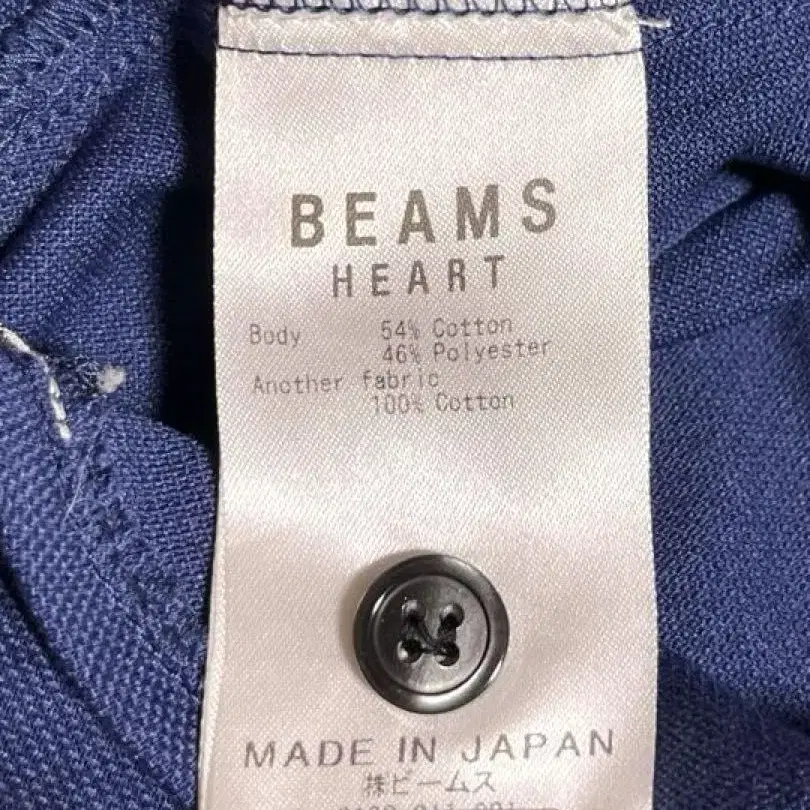 BEAMS
HEART
Body 54% Cotton
46% Polyester
Another fabric
100% Cotton
MADE IN JAPAN
株ビームス